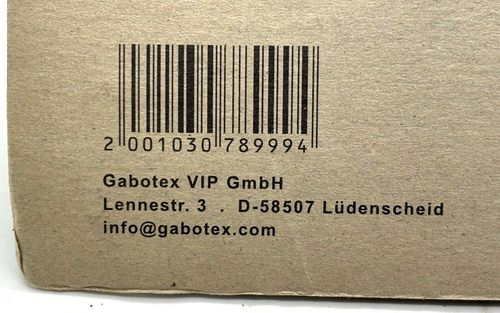 2 001030 789994
Gabotex VIP GmbH
Lennestr. 3 . D-58507 Lüdenscheid
info@gabotex.com